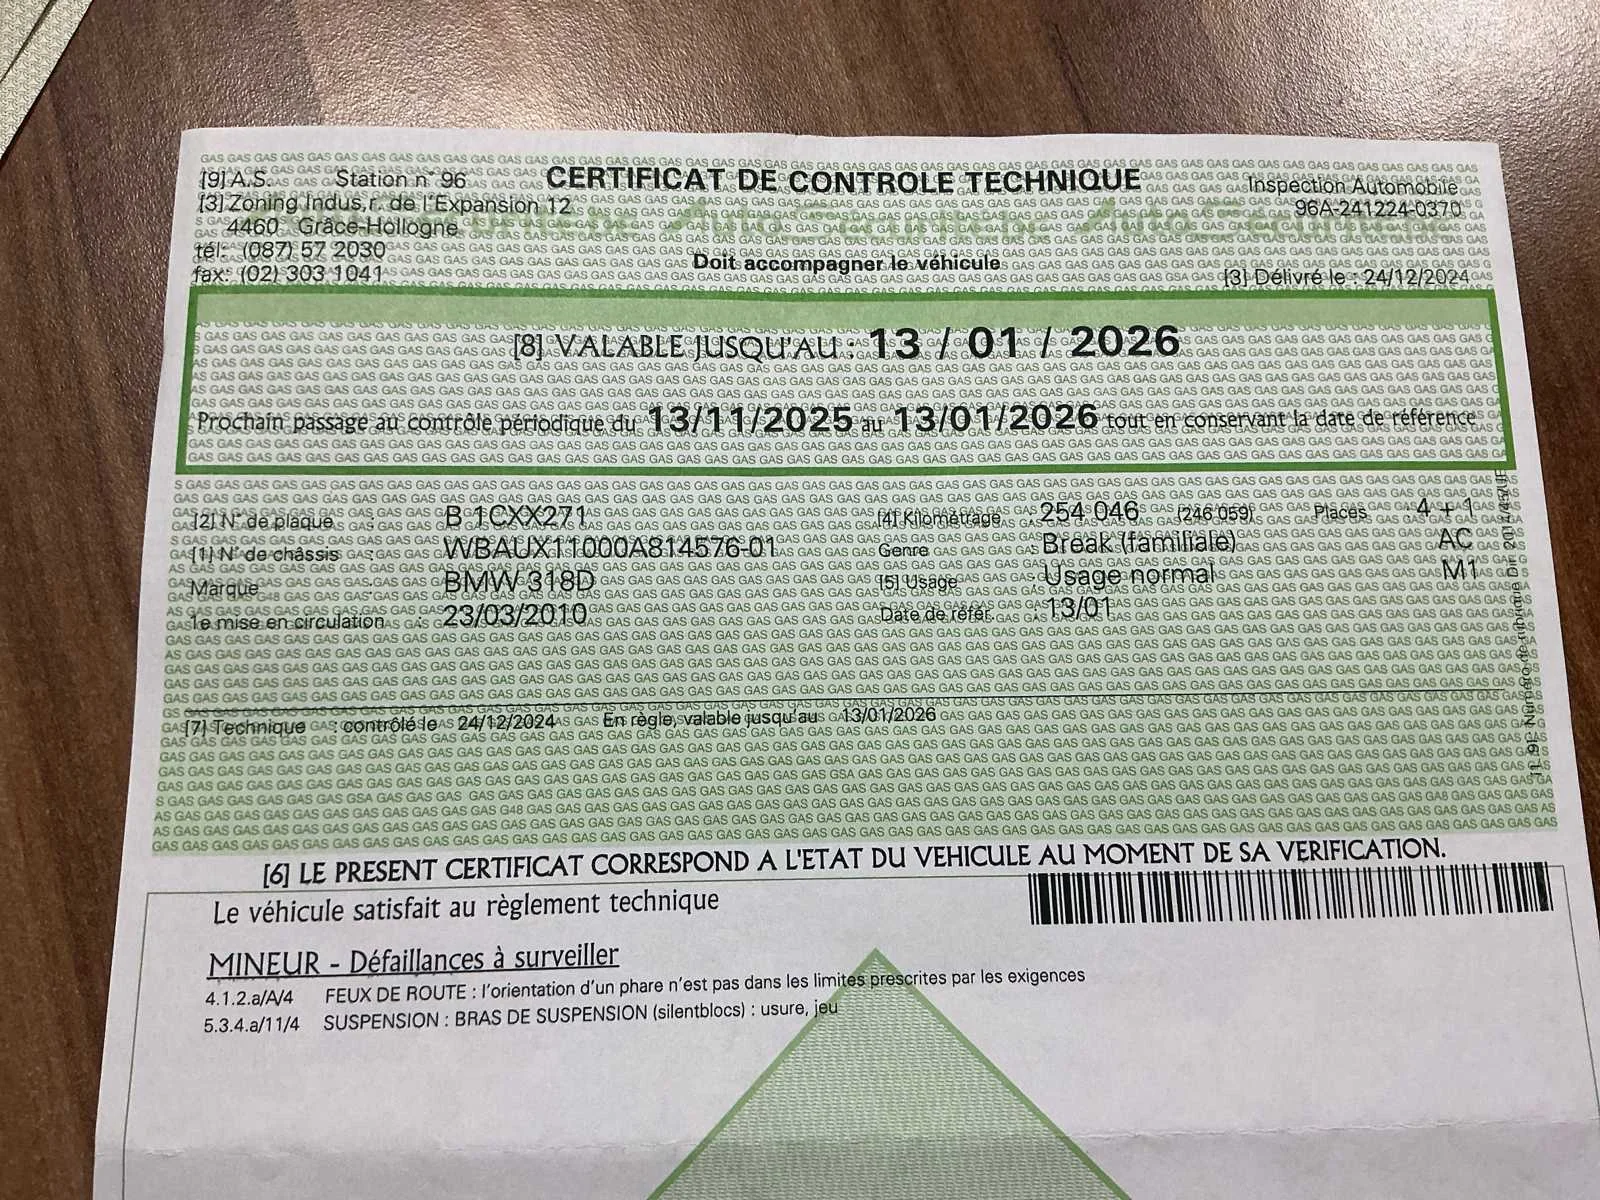 [9] A.S. Station n° 96
CERTIFICAT DE CONTROLE TECHNIQUE
Inspection Automobile
[3] Zoning Indus,r. de l'Expansion 12
96A-241224-0370
4460 Grâce-Hollogne
tél: (087) 57 2030
Doit accompagner le véhicule
fax: (02) 303 1041
[3] Délivré le : 24/12/2024
[8] VALABLE JUSQU'AU : 13 / 01 / 2026
Prochain passage au contrôle périodique du 13/11/2025 au 13/01/2026 tout en conservant la date de référence
[2] N° de plaque : B 1CXX271
[4] Kilométrage : 254 046 (246 059) Places : 4 + 1
[1] N° de châssis : WBAUX11000A814576-01
Genre : Break (familiale) AC
Marque : BMW 318D
[5] Usage : Usage normal M1
1e mise en circulation : 23/03/2010
Date de référ. : 13/01
[7] Technique : contrôlé le 24/12/2024 En règle, valable jusqu'au 13/01/2026
[6] LE PRESENT CERTIFICAT CORRESPOND A L'ETAT DU VEHICULE AU MOMENT DE SA VERIFICATION.
Le véhicule satisfait au règlement technique
MINEUR - Défaillances à surveiller
4.1.2.a/A/4 FEUX DE ROUTE : l'orientation d'un phare n'est pas dans les limites prescrites par les exigences
5.3.4.a/11/4 SUSPENSION : BRAS DE SUSPENSION (silentblocs) : usure, jeu